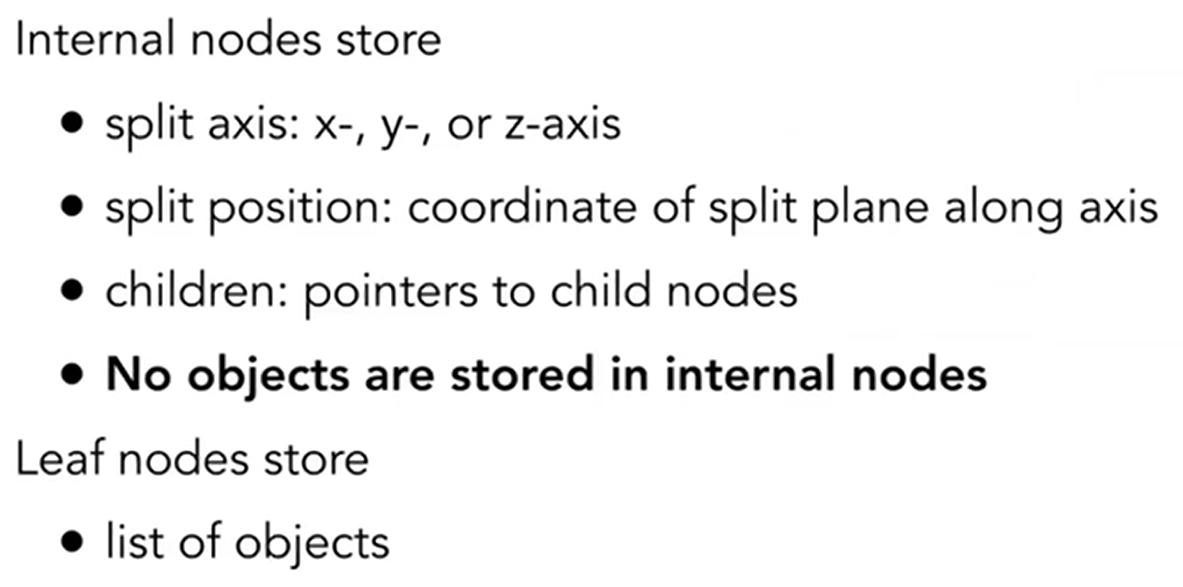 Internal nodes store
• split axis: x-, y-, or z-axis
• split position: coordinate of split plane along axis
• children: pointers to child nodes
• No objects are stored in internal nodes
Leaf nodes store
• list of objects